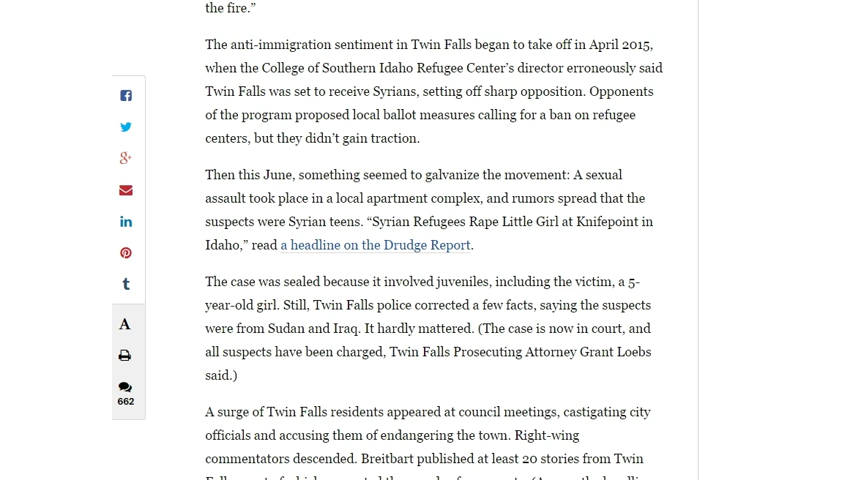 the fire.”
The anti-immigration sentiment in Twin Falls began to take off in April 2015,
when the College of Southern Idaho Refugee Center’s director erroneously said
Twin Falls was set to receive Syrians, setting off sharp opposition. Opponents
of the program proposed local ballot measures calling for a ban on refugee
centers, but they didn’t gain traction.
Then this June, something seemed to galvanize the movement: A sexual
assault took place in a local apartment complex, and rumors spread that the
suspects were Syrian teens. “Syrian Refugees Rape Little Girl at Knifepoint in
Idaho,” read a headline on the Drudge Report.
The case was sealed because it involved juveniles, including the victim, a 5-
year-old girl. Still, Twin Falls police corrected a few facts, saying the suspects
were from Sudan and Iraq. It hardly mattered. (The case is now in court, and
all suspects have been charged, Twin Falls Prosecuting Attorney Grant Loebs
said.)
A surge of Twin Falls residents appeared at council meetings, castigating city
officials and accusing them of endangering the town. Right-wing
commentators descended. Breitbart published at least 20 stories from Twin
A
662